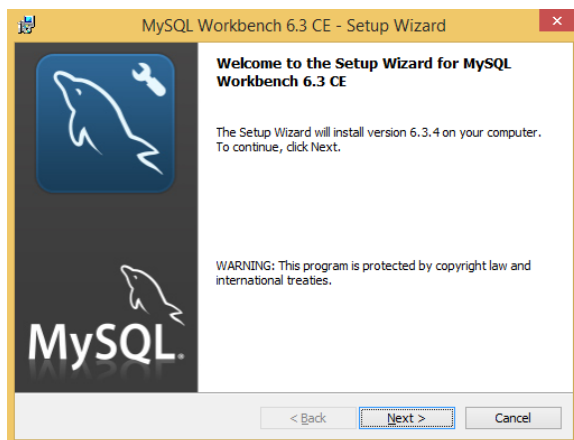 MySQL Workbench 6.3 CE - Setup Wizard
Welcome to the Setup Wizard for MySQL
Workbench 6.3 CE
The Setup Wizard will install version 6.3.4 on your computer.
To continue, click Next.
WARNING: This program is protected by copyright law and
international treaties.
MySQL.
< Back
Next >
Cancel